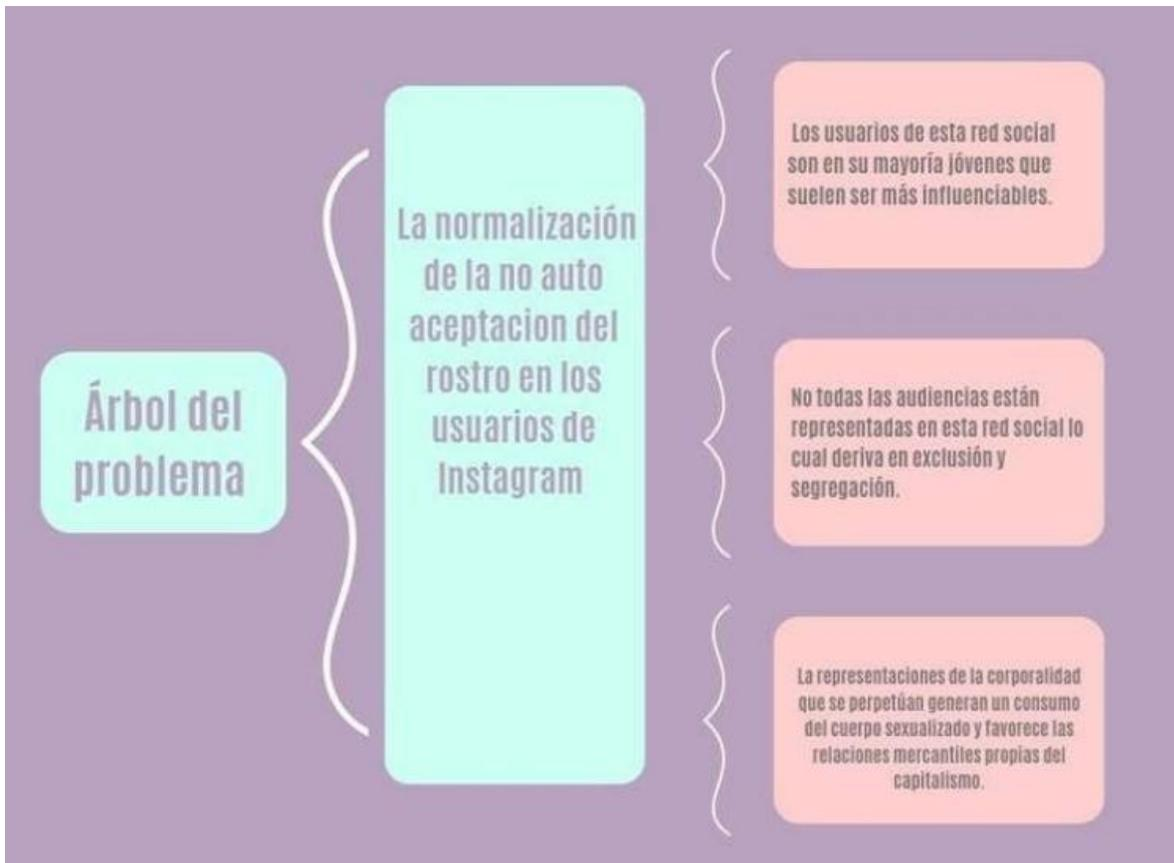 Árbol del
problema
La normalización
de la no auto
aceptacion del
rostro en los
usuarios de
Instagram
Los usuarios de esta red social
son en su mayoría jóvenes que
suelen ser más influenciables.
No todas las audiencias están
representadas en esta red social lo
cual deriva en exclusión y
segregación.
La representaciones de la corporalidad
que se perpetúan generan un consumo
del cuerpo sexualizado y favorece las
relaciones mercantiles propias del
capitalismo.